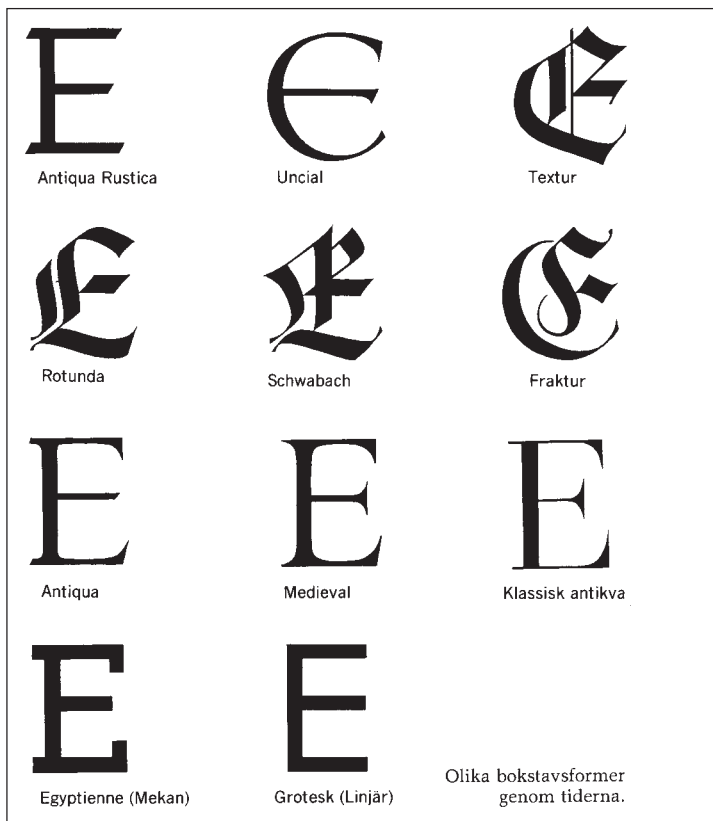 E E E
Antiqua Rustica Uncial Textur
E E E
Rotunda Schwabach Fraktur
E E E
Antiqua Medieval Klassisk antikva
E E
Egyptienne (Mekan) Grotesk (Linjär)
Olika bokstavsformer
genom tiderna.